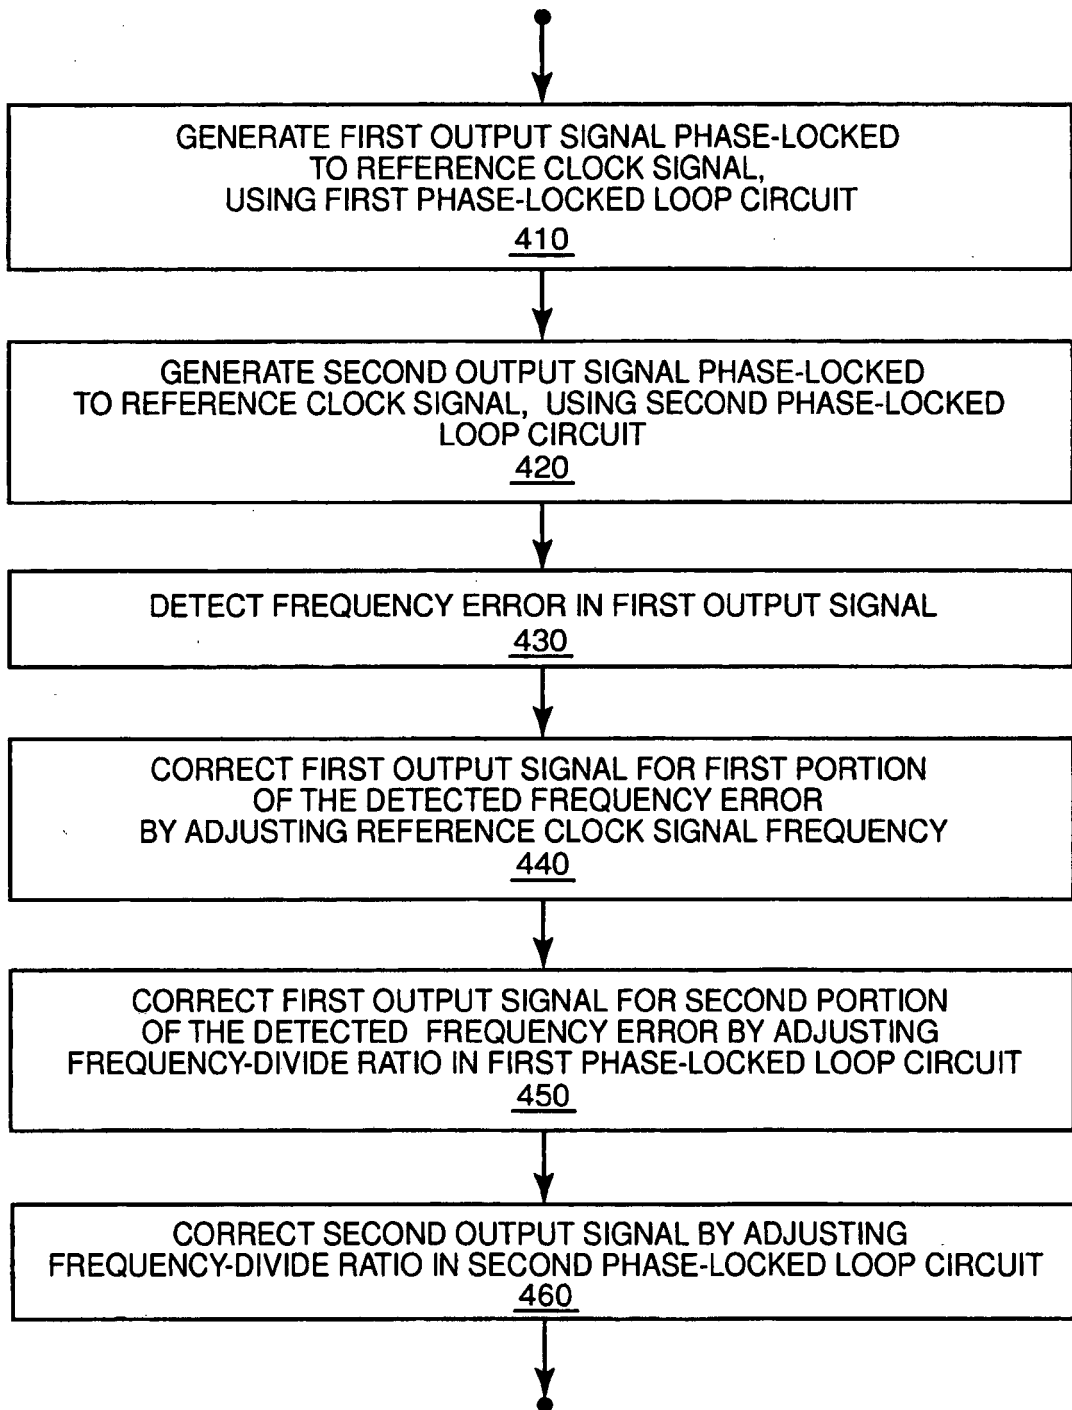 GENERATE FIRST OUTPUT SIGNAL PHASE-LOCKED
TO REFERENCE CLOCK SIGNAL,
USING FIRST PHASE-LOCKED LOOP CIRCUIT
410
GENERATE SECOND OUTPUT SIGNAL PHASE-LOCKED
TO REFERENCE CLOCK SIGNAL, USING SECOND PHASE-LOCKED
LOOP CIRCUIT
420
DETECT FREQUENCY ERROR IN FIRST OUTPUT SIGNAL
430
CORRECT FIRST OUTPUT SIGNAL FOR FIRST PORTION
OF THE DETECTED FREQUENCY ERROR
BY ADJUSTING REFERENCE CLOCK SIGNAL FREQUENCY
440
CORRECT FIRST OUTPUT SIGNAL FOR SECOND PORTION
OF THE DETECTED FREQUENCY ERROR BY ADJUSTING
FREQUENCY-DIVIDE RATIO IN FIRST PHASE-LOCKED LOOP CIRCUIT
450
CORRECT SECOND OUTPUT SIGNAL BY ADJUSTING
FREQUENCY-DIVIDE RATIO IN SECOND PHASE-LOCKED LOOP CIRCUIT
460